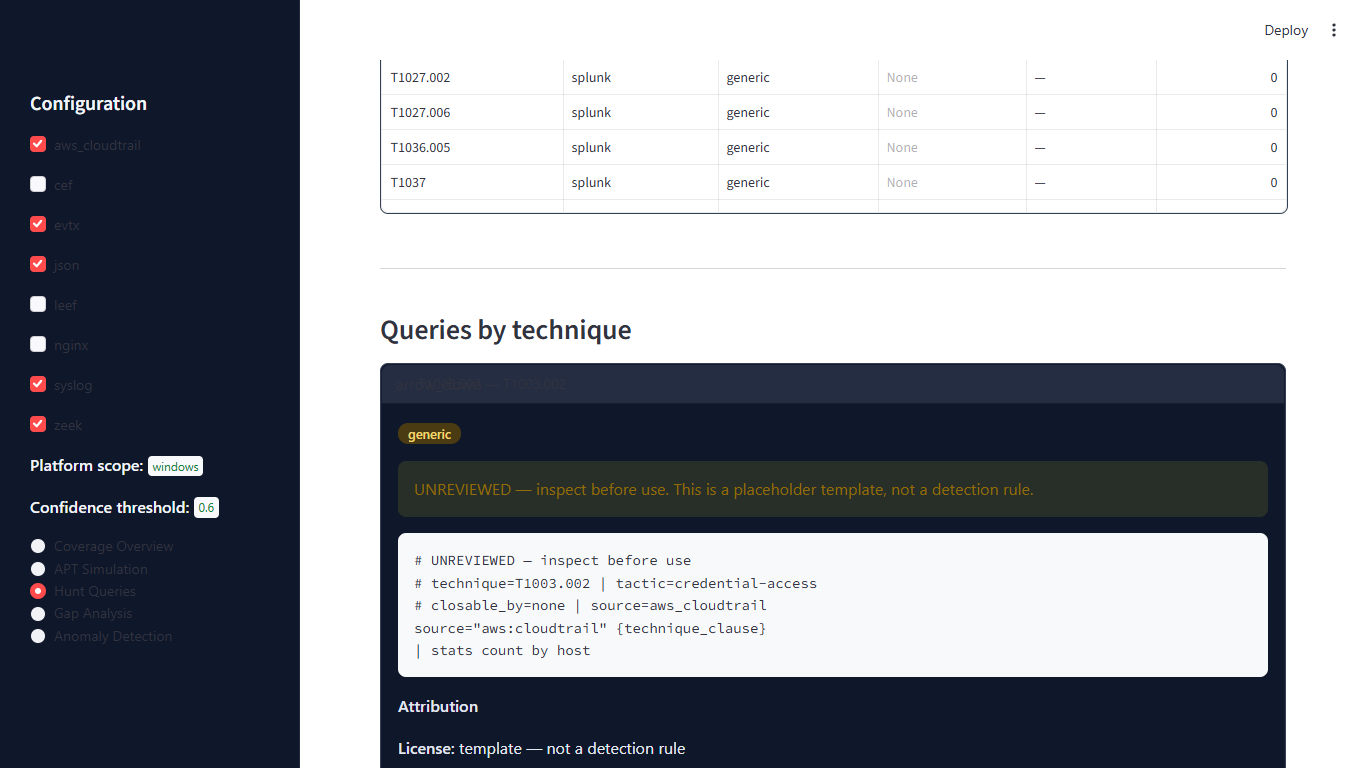 Deploy
Configuration
aws_cloudtrail
cef
evtx
json
leef
nginx
syslog
zeek
Platform scope: windows
Confidence threshold: 0.6
Coverage Overview
APT Simulation
Hunt Queries
Gap Analysis
Anomaly Detection
T1027.002 splunk generic None — 0
T1027.006 splunk generic None — 0
T1036.005 splunk generic None — 0
T1037 splunk generic None — 0
Queries by technique
— T1003.002
generic
UNREVIEWED — inspect before use. This is a placeholder template, not a detection rule.
# UNREVIEWED — inspect before use
# technique=T1003.002 | tactic=credential-access
# closable_by=none | source=aws_cloudtrail
source="aws:cloudtrail" {technique_clause}
| stats count by host
Attribution
License: template — not a detection rule